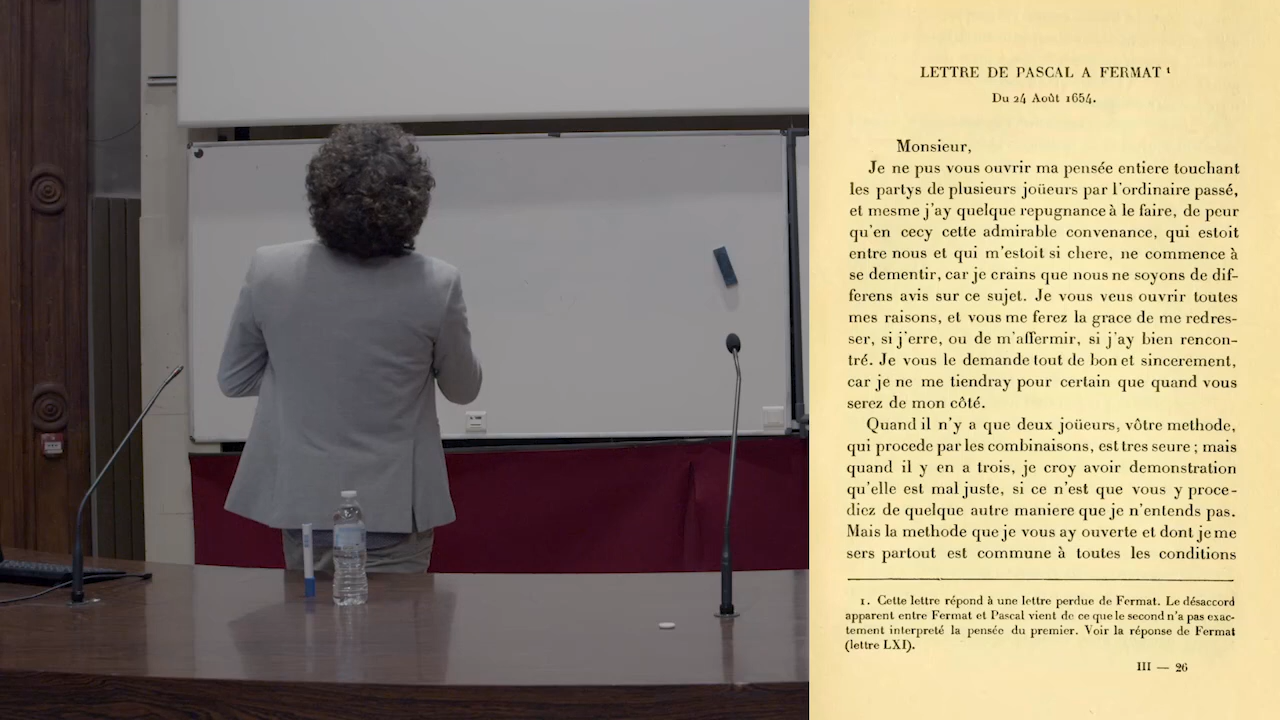 LETTRE DE PASCAL A FERMAT ¹
Du 24 Août 1654.
Monsieur,
Je ne pus vous ouvrir ma pensée entiere touchant
les partys de plusieurs joüeurs par l'ordinaire passé,
et mesme j'ay quelque repugnance à le faire, de peur
qu'en cecy cette admirable convenance, qui estoit
entre nous et qui m'estoit si chere, ne commence à
se dementir, car je crains que nous ne soyons de dif-
ferens avis sur ce sujet. Je vous veus ouvrir toutes
mes raisons, et vous me ferez la grace de me redres-
ser, si j'erre, ou de m'affermir, si j'ay bien rencon-
tré. Je vous le demande tout de bon et sincerement,
car je ne me tiendray pour certain que quand vous
serez de mon côté.
Quand il n'y a que deux joüeurs, vôtre methode,
qui procede par les combinaisons, est tres seure ; mais
quand il y en a trois, je croy avoir demonstration
qu'elle est mal juste, si ce n'est que vous y proce-
diez de quelque autre maniere que je n'entends pas.
Mais la methode que je vous ay ouverte et dont je me
sers partout est commune à toutes les conditions
1. Cette lettre répond à une lettre perdue de Fermat. Le désaccord
apparent entre Fermat et Pascal vient de ce que le second n'a pas exac-
tement interpreté la pensée du premier. Voir la réponse de Fermat
(lettre LXI).
III — 26